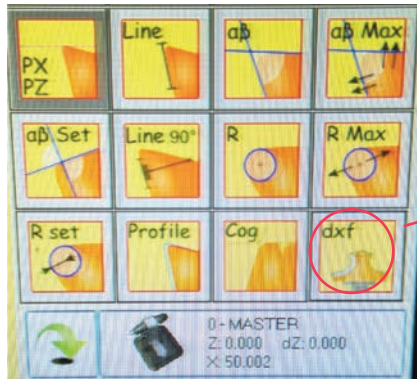 PX
PZ
Line
aβ
aβ Max
aβ Set
Line 90°
R
R Max
R set
Profile
Cog
dxf
0 - MASTER
Z: 0.000 dZ: 0.000
X: 50.002